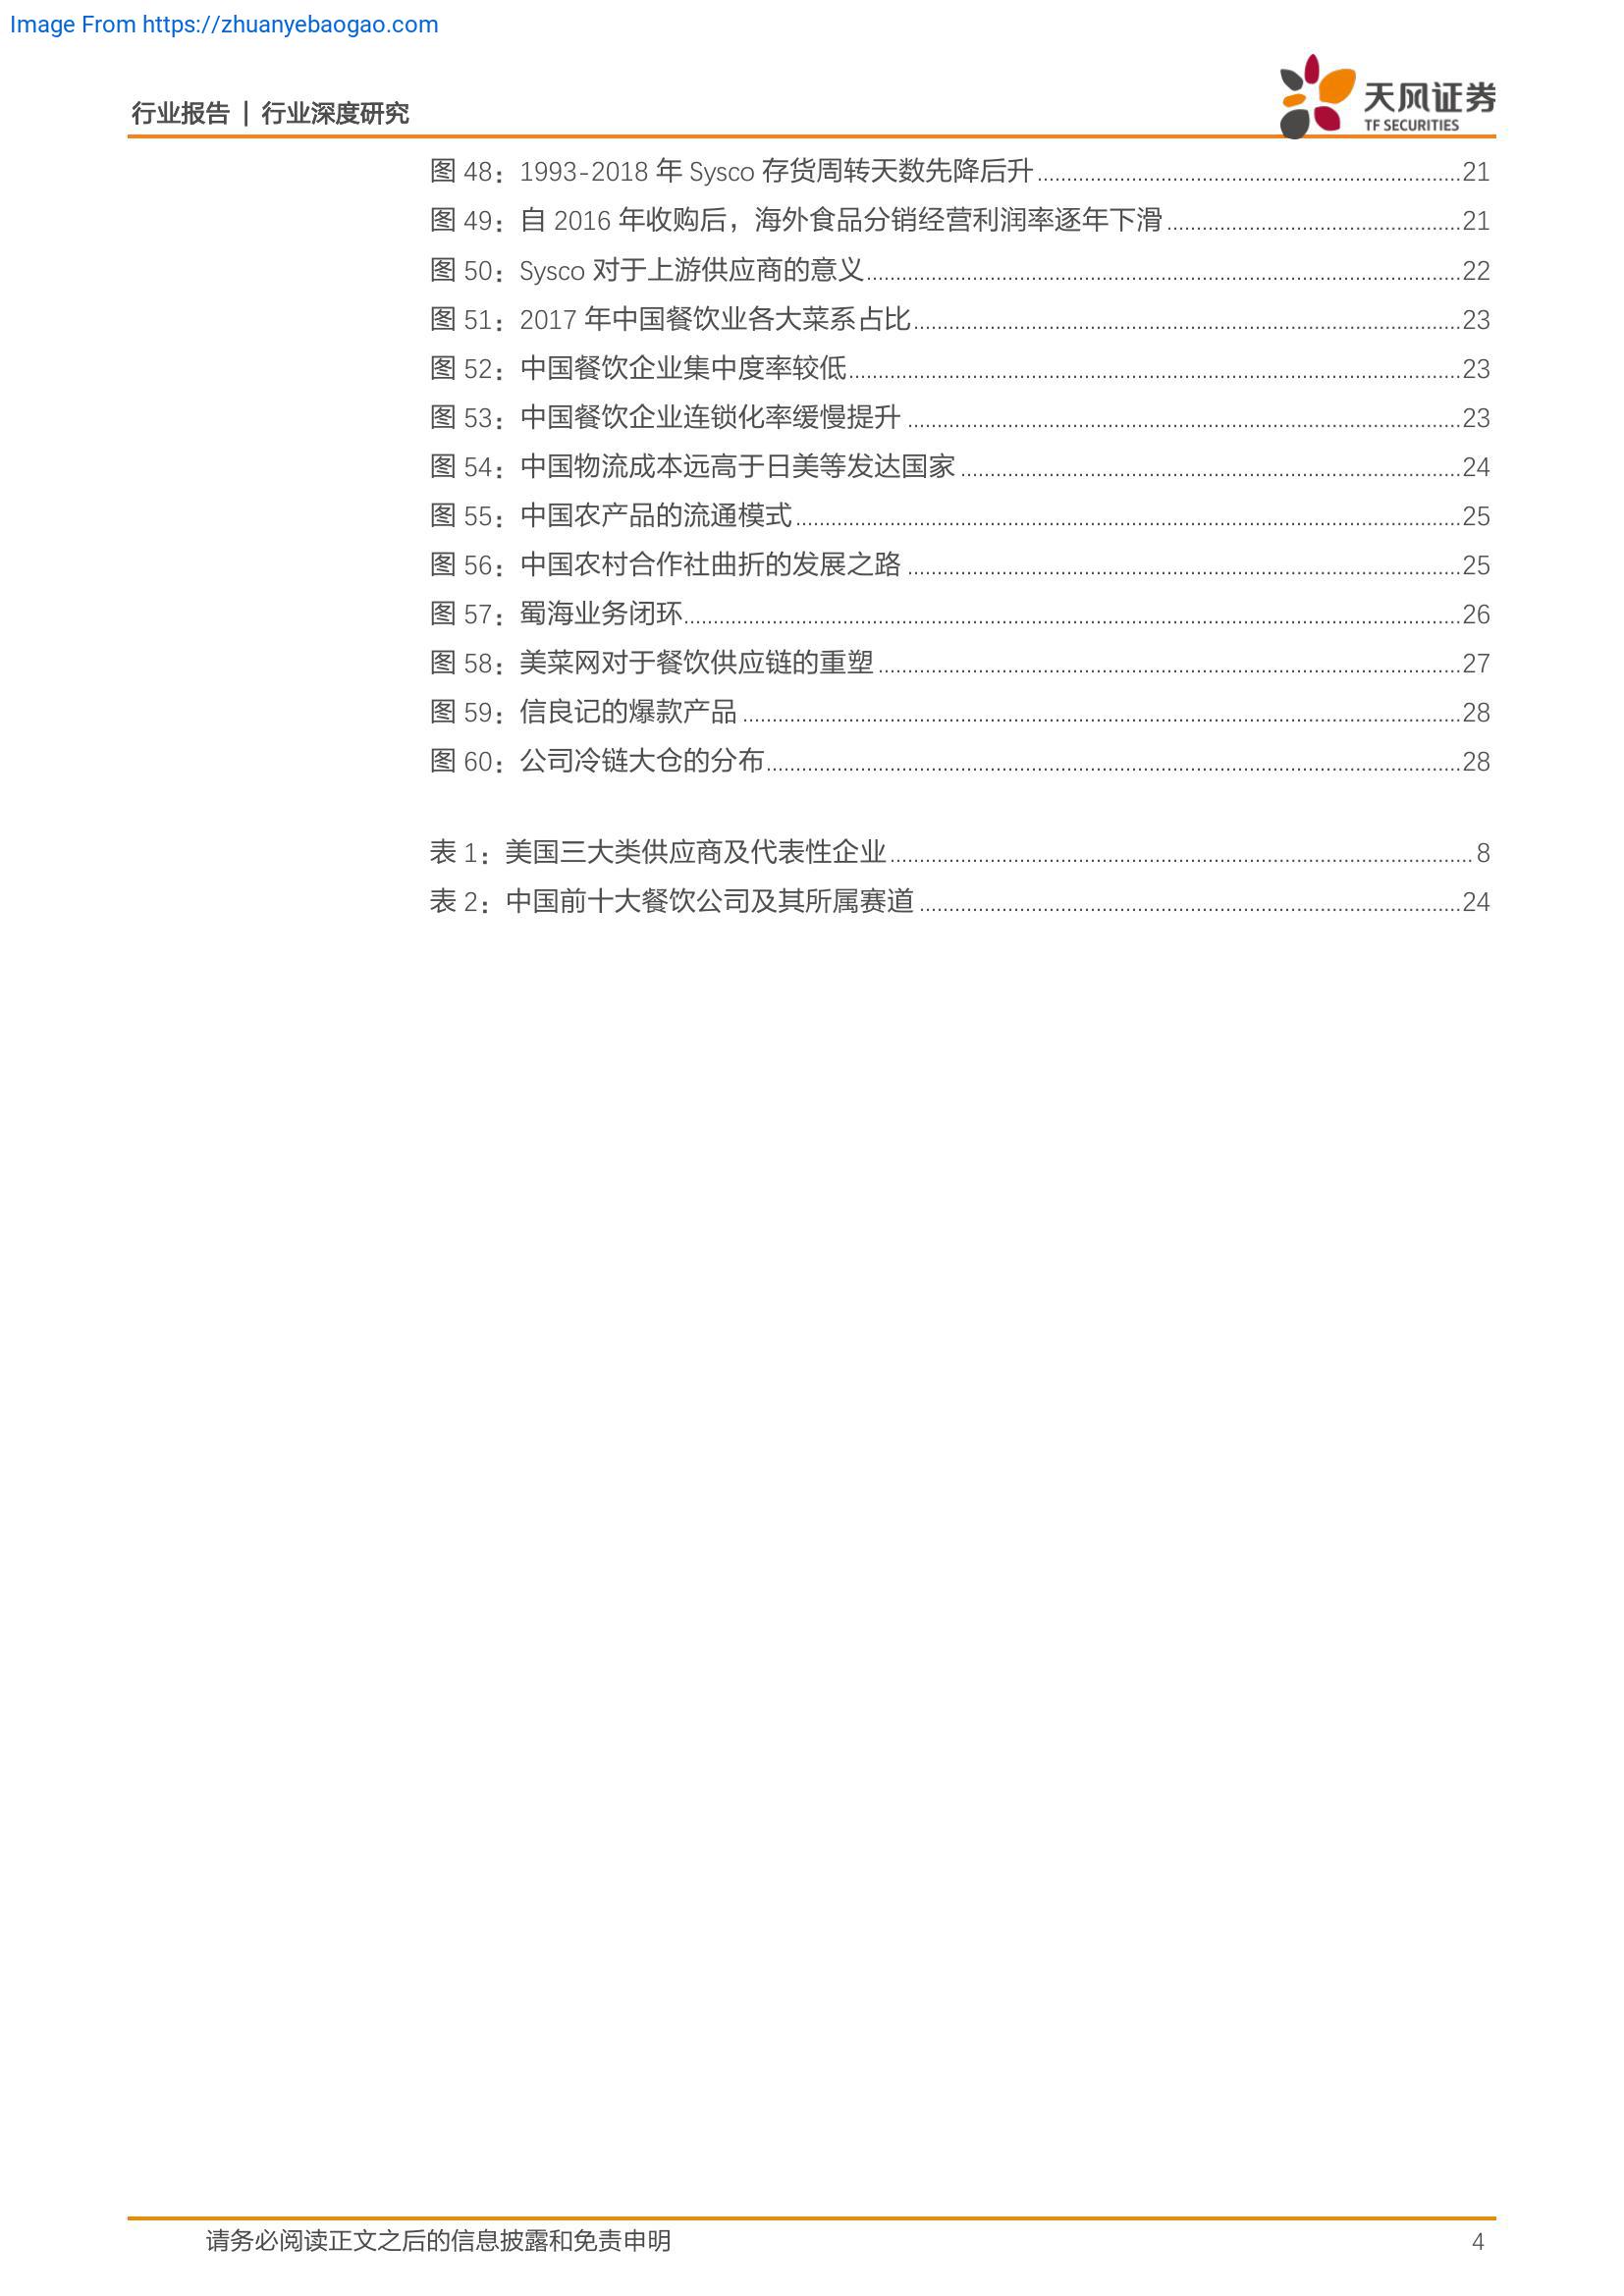 Image From https://zhuanyebaogao.com
行业报告 | 行业深度研究
天风证券
TF SECURITIES
图 48：1993-2018 年 Sysco 存货周转天数先降后升 21
图 49：自 2016 年收购后，海外食品分销经营利润率逐年下滑 21
图 50：Sysco 对于上游供应商的意义 22
图 51：2017 年中国餐饮业各大菜系占比 23
图 52：中国餐饮企业集中度率较低 23
图 53：中国餐饮企业连锁化率缓慢提升 23
图 54：中国物流成本远高于日美等发达国家 24
图 55：中国农产品的流通模式 25
图 56：中国农村合作社曲折的发展之路 25
图 57：蜀海业务闭环 26
图 58：美菜网对于餐饮供应链的重塑 27
图 59：信良记的爆款产品 28
图 60：公司冷链大仓的分布 28
表 1：美国三大类供应商及代表性企业 8
表 2：中国前十大餐饮公司及其所属赛道 24
请务必阅读正文之后的信息披露和免责申明 4